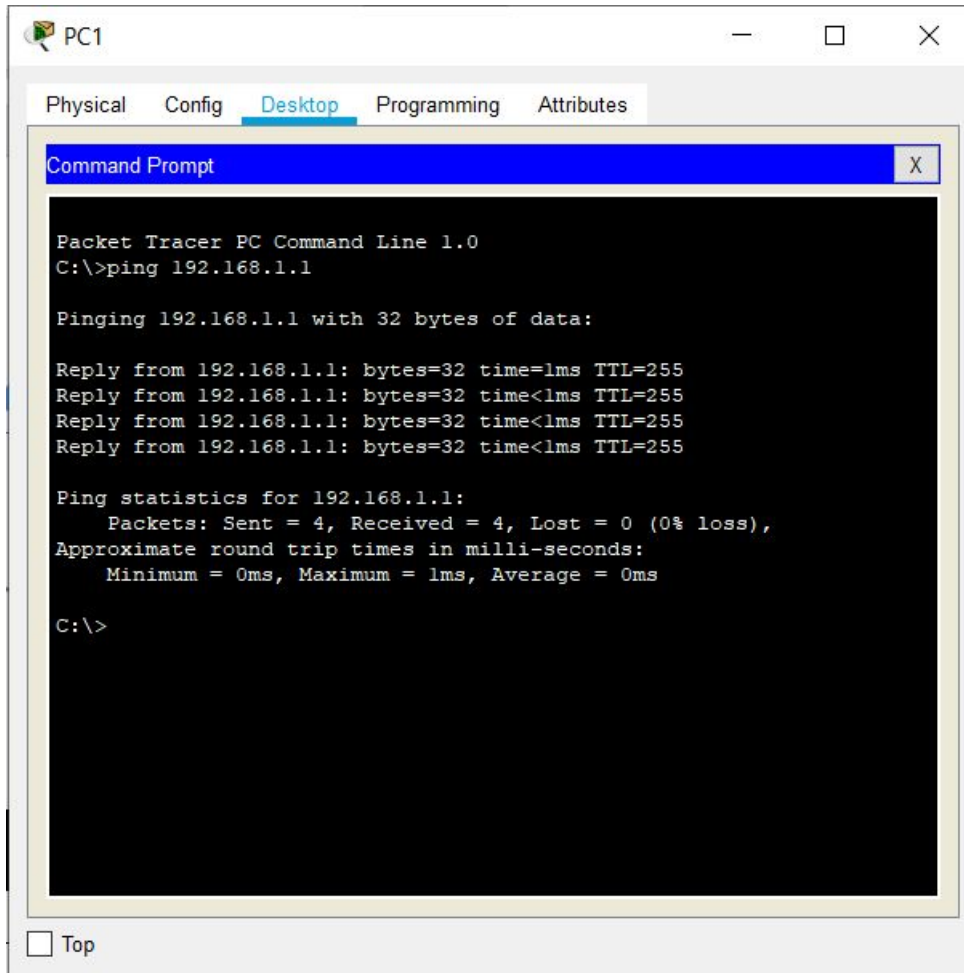 PC1
Physical Config Desktop Programming Attributes
Command Prompt X
Packet Tracer PC Command Line 1.0
C:\>ping 192.168.1.1
Pinging 192.168.1.1 with 32 bytes of data:
Reply from 192.168.1.1: bytes=32 time=1ms TTL=255
Reply from 192.168.1.1: bytes=32 time<1ms TTL=255
Reply from 192.168.1.1: bytes=32 time<1ms TTL=255
Reply from 192.168.1.1: bytes=32 time<1ms TTL=255
Ping statistics for 192.168.1.1:
Packets: Sent = 4, Received = 4, Lost = 0 (0% loss),
Approximate round trip times in milli-seconds:
Minimum = 0ms, Maximum = 1ms, Average = 0ms
C:\>
Top